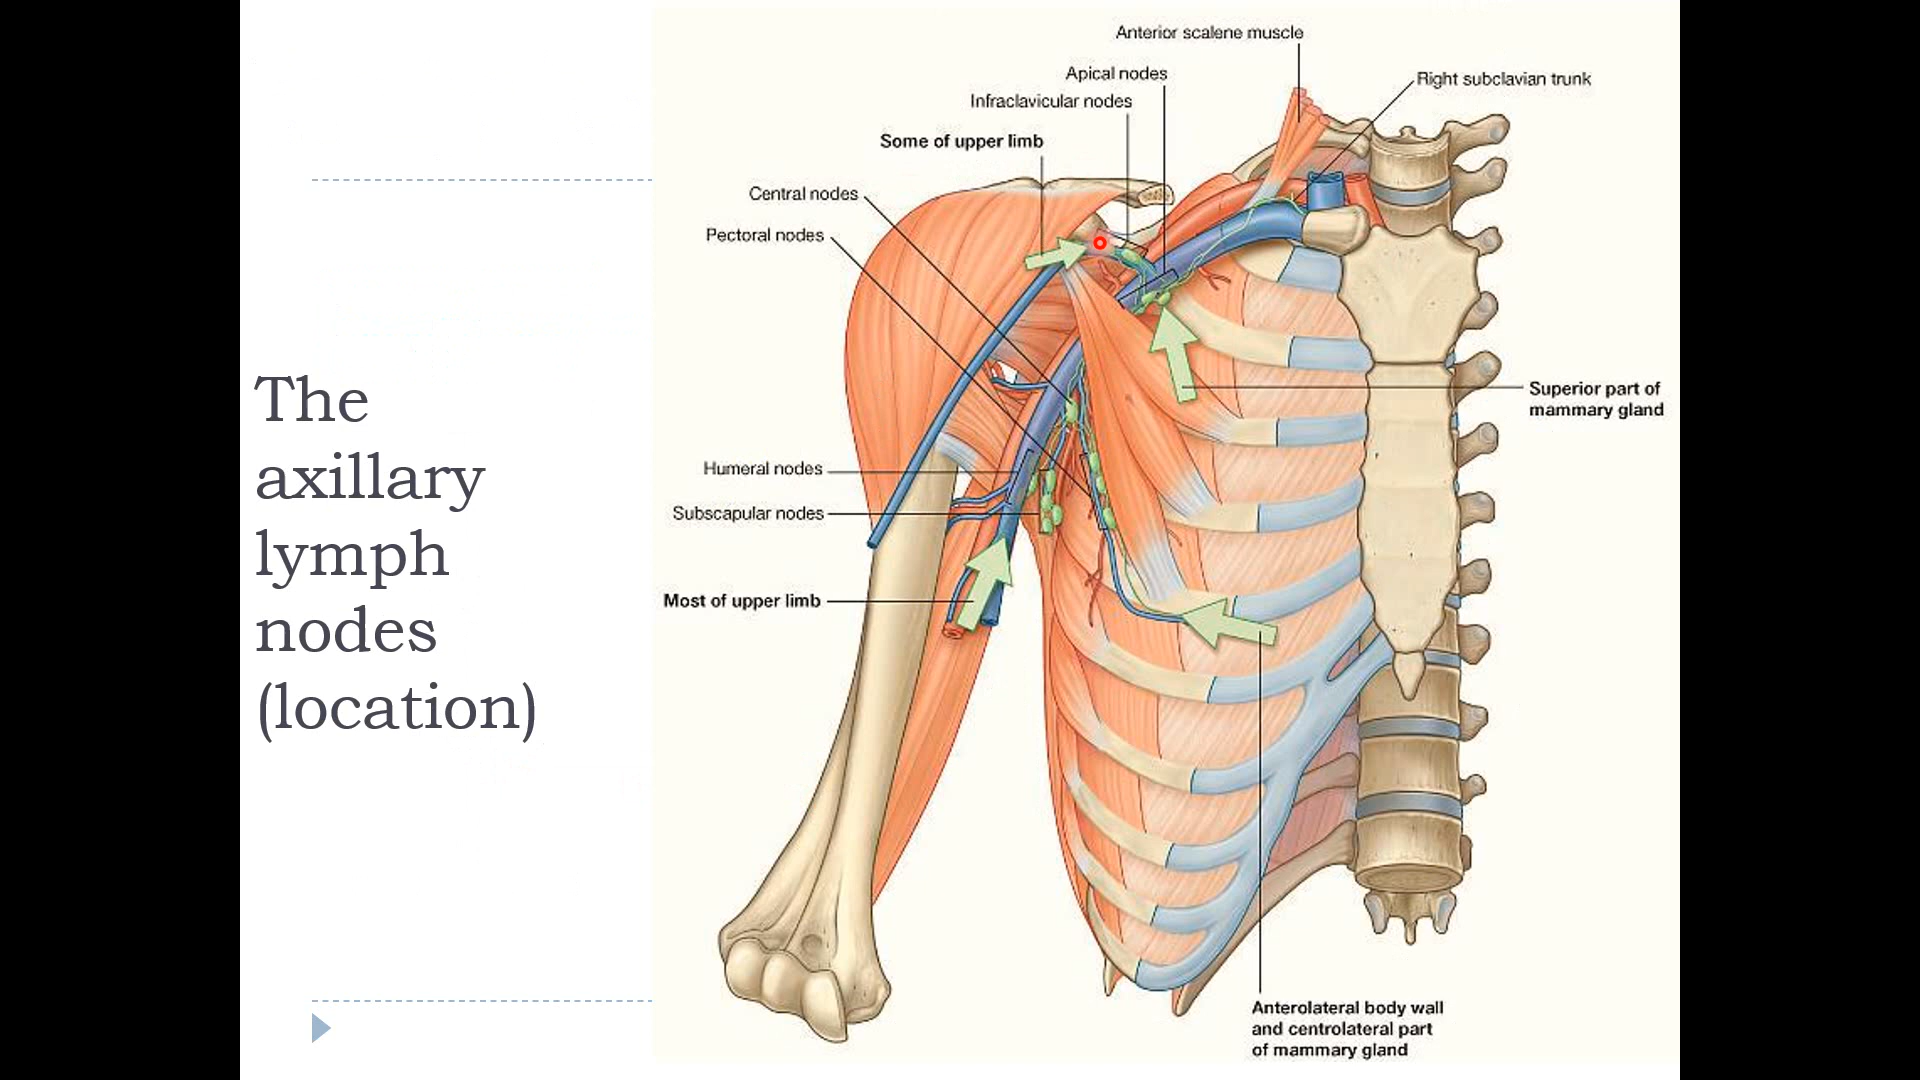 The
axillary
lymph
nodes
(location)
Anterior scalene muscle
Apical nodes
Right subclavian trunk
Infraclavicular nodes
Some of upper limb
Central nodes
Pectoral nodes
Superior part of
mammary gland
Humeral nodes
Subscapular nodes
Most of upper limb
Anterolateral body wall
and centrolateral part
of mammary gland